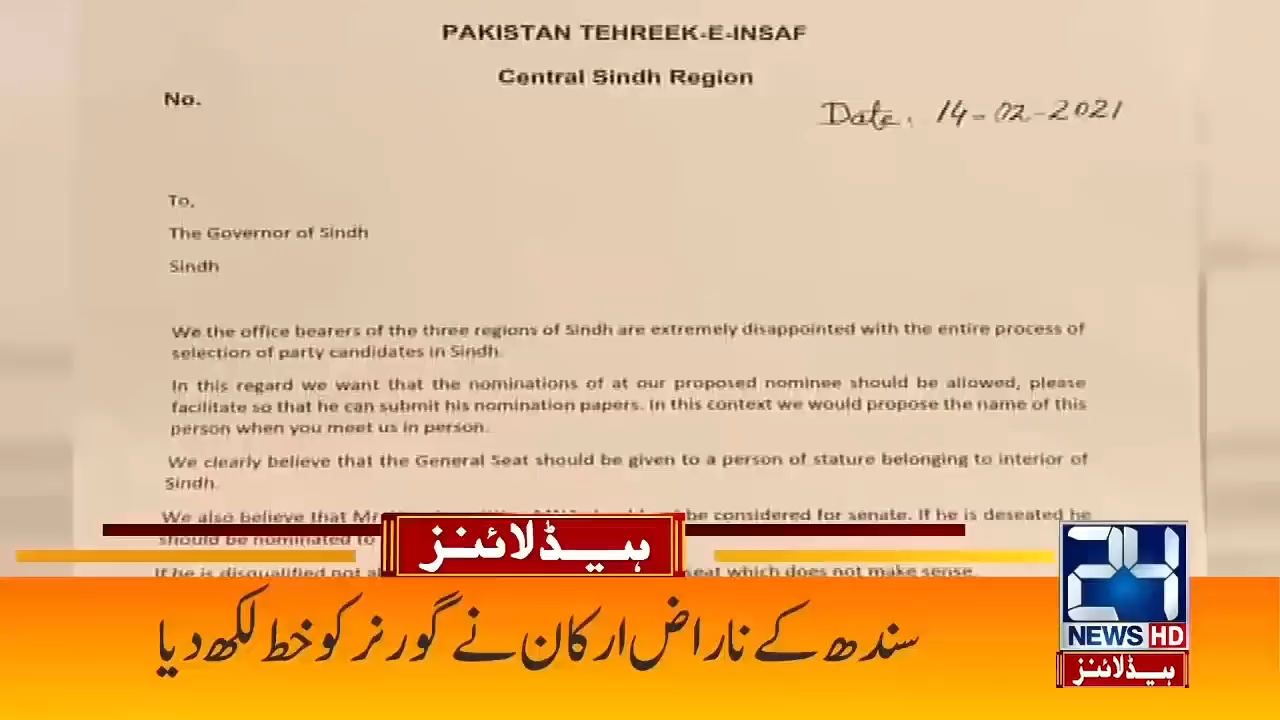 PAKISTAN TEHREEK-E-INSAF
Central Sindh Region
No.
Date. 14-02-2021
To,
The Governor of Sindh
Sindh
We the office bearers of the three regions of Sindh are extremely disappointed with the entire process of
selection of party candidates in Sindh.
In this regard we want that the nominations of at our proposed nominee should be allowed, please
facilitate so that he can submit his nomination papers. In this context we would propose the name of this
person when you meet us in person.
We clearly believe that the General Seat should be given to a person of stature belonging to interior of
Sindh.
We also believe that Mr be considered for senate. If he is deseated he
should be nominated to
If he is disqualified not seat which does not make sense.
ہیڈلائنز
سندھ کے ناراض ارکان نے گورنر کو خط لکھ دیا
24
NEWS HD
ہیڈلائنز